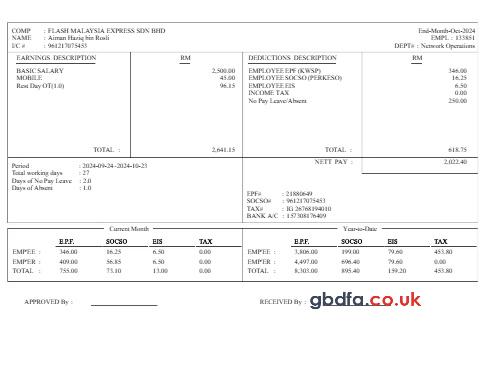 COMP : FLASH MALAYSIA EXPRESS SDN BHD End-Month-Oct-2024
NAME : Aiman Haziq bin Rosli EMPL : 133851
I/C # : 961217075453 DEPT# : Network Operations
EARNINGS DESCRIPTION RM DEDUCTIONS DESCRIPTION RM
BASIC SALARY 2,500.00 EMPLOYEE EPF (KWSP) 346.00
MOBILE 45.00 EMPLOYEE SOCSO (PERKESO) 16.25
Rest Day OT(1.0) 96.15 EMPLOYEE EIS 6.50
INCOME TAX 0.00
No Pay Leave/Absent 250.00
TOTAL : 2,641.15 TOTAL : 618.75
NETT PAY : 2,022.40
Period : 2024-09-24–2024-10-23
Total working days : 27
Days of No Pay Leave : 2.0
Days of Absent : 1.0
EPF# : 21880649
SOCSO# : 961217075453
TAX# : IG 26768194010
BANK A/C : 157308176409
Current Month Year-to-Date
E.P.F. SOCSO EIS TAX E.P.F. SOCSO EIS TAX
EMP'EE : 346.00 16.25 6.50 0.00 EMP'EE : 3,806.00 199.00 79.60 453.80
EMP'ER : 409.00 56.85 6.50 0.00 EMP'ER : 4,497.00 696.40 79.60 0.00
TOTAL : 755.00 73.10 13.00 0.00 TOTAL : 8,303.00 895.40 159.20 453.80
APPROVED By : RECEIVED By :
gbdfa.co.uk